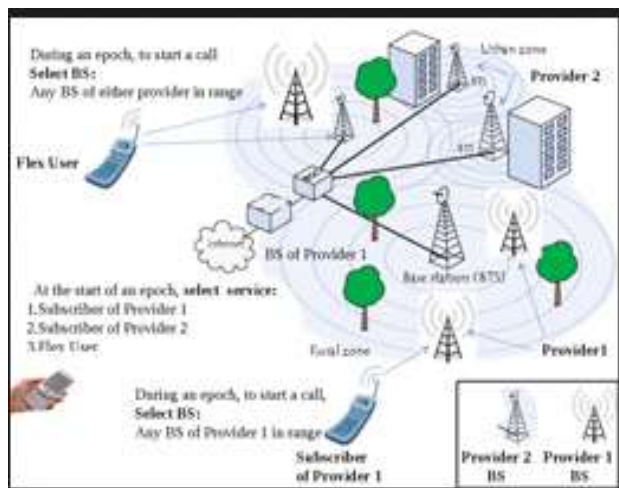 During an epoch, to start a call
Select BS:
Any BS of either provider in range
Urban zone
Provider 2
BTS
BTS
Flex User
Internet
BS of Provider 1
Base station (BTS)
At the start of an epoch, select service:
1.Subscriber of Provider 1
2.Subscriber of Provider 2
3.Flex User
Rural zone
Provider1
During an epoch, to start a call,
Select BS:
Any BS of Provider 1 in range
Subscriber
of Provider 1
Provider 2
BS
Provider 1
BS